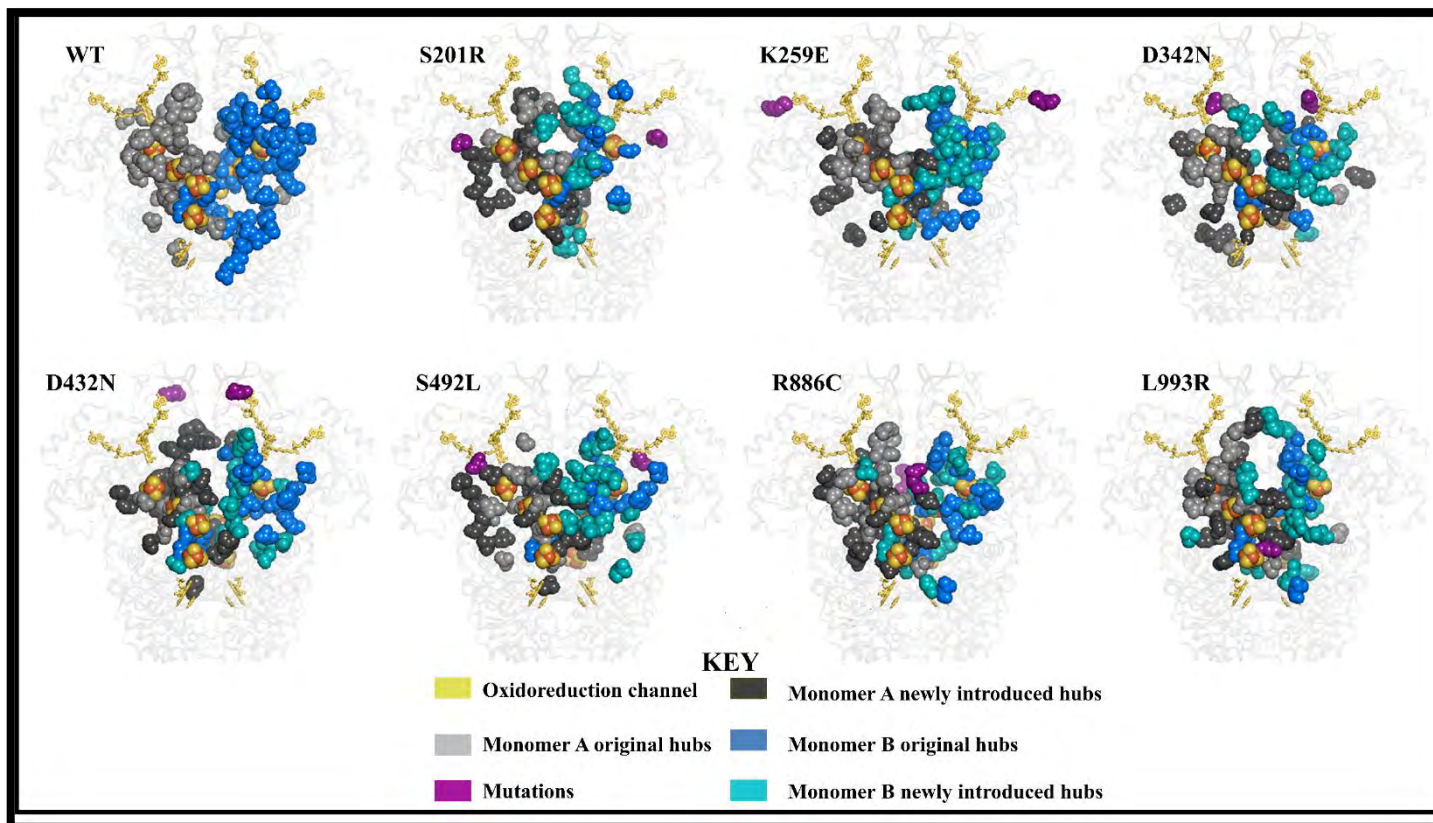 WT S201R K259E D342N
D432N S492L R886C L993R
KEY
Oxidoreduction channel Monomer A newly introduced hubs
Monomer A original hubs Monomer B original hubs
Mutations Monomer B newly introduced hubs